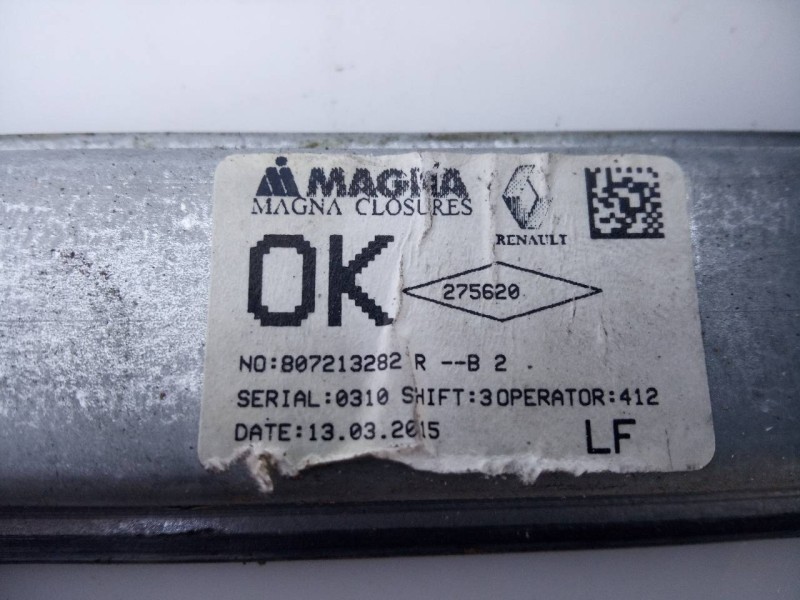 MAGNA
MAGNA CLOSURES
RENAULT
OK
275620
NO:807213282 R --B 2
SERIAL:0310 SHIFT:3 OPERATOR:412
DATE:13.03.2015
LF